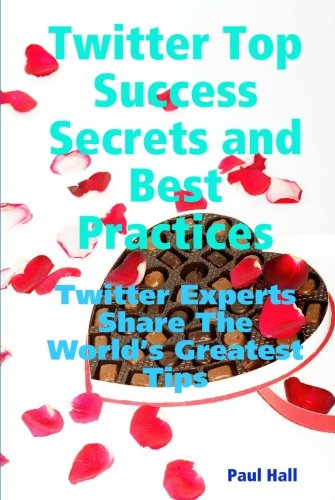 Twitter Top
Success
Secrets and
Best
Practices
Twitter Experts
Share The
World's Greatest
Tips
Paul Hall